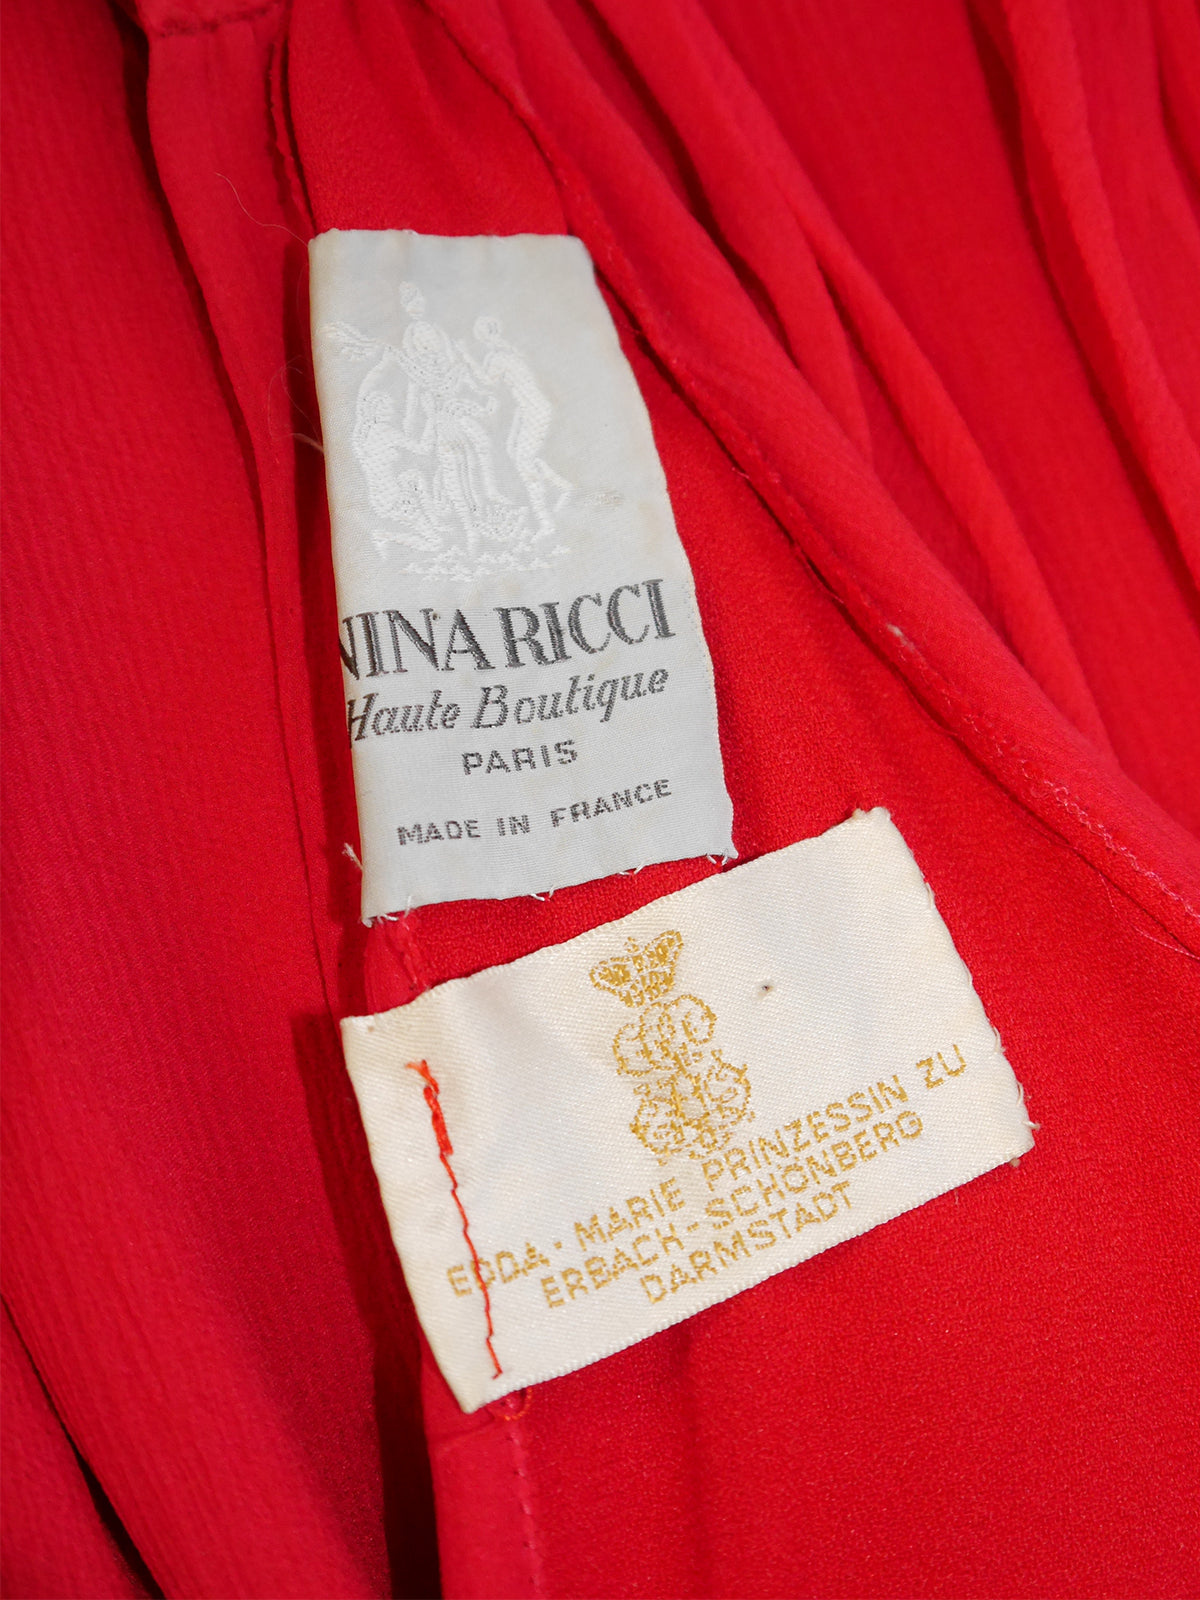 NINA RICCI
Haute Boutique
PARIS
MADE IN FRANCE
EDDA · MARIE PRINZESSIN ZU
ERBACH - SCHÖNBERG
DARMSTADT